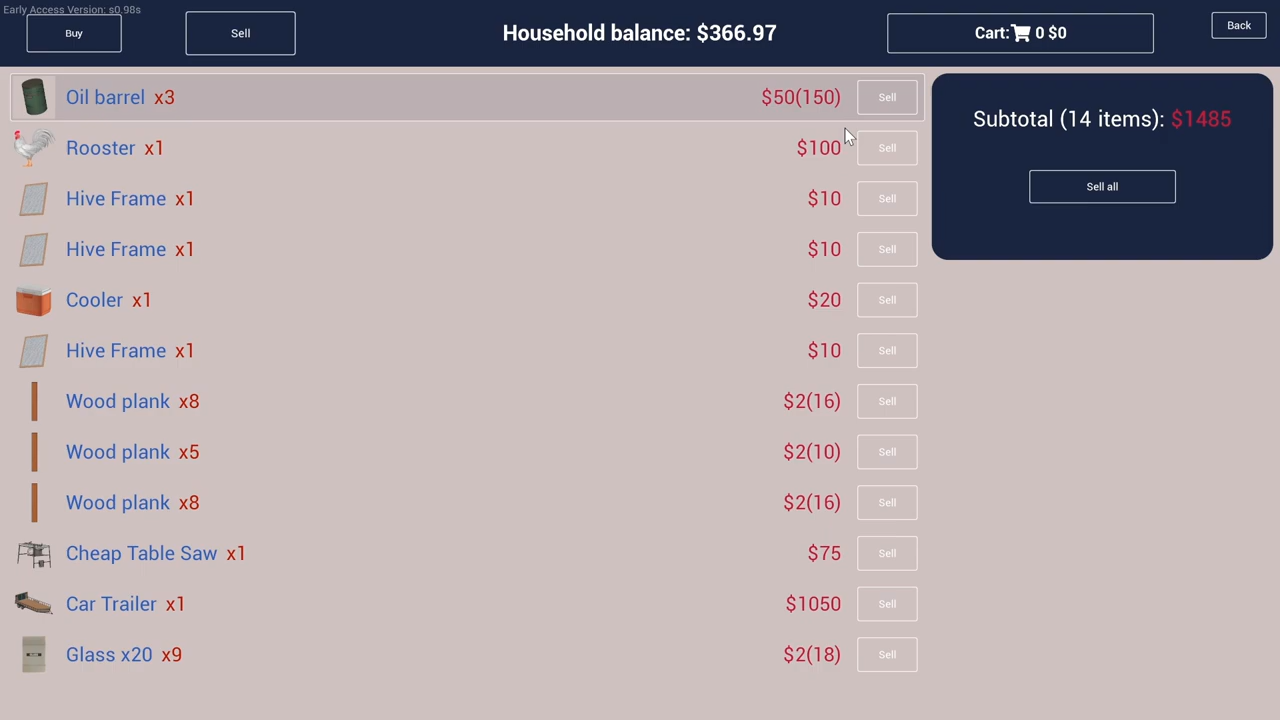 Early Access Version: s0.98s
Buy
Sell
Household balance: $366.97
Cart: 0 $0
Back
Oil barrel x3 $50(150) Sell
Rooster x1 $100 Sell
Hive Frame x1 $10 Sell
Hive Frame x1 $10 Sell
Cooler x1 $20 Sell
Hive Frame x1 $10 Sell
Wood plank x8 $2(16) Sell
Wood plank x5 $2(10) Sell
Wood plank x8 $2(16) Sell
Cheap Table Saw x1 $75 Sell
Car Trailer x1 $1050 Sell
Glass x20 x9 $2(18) Sell
Subtotal (14 items): $1485
Sell all